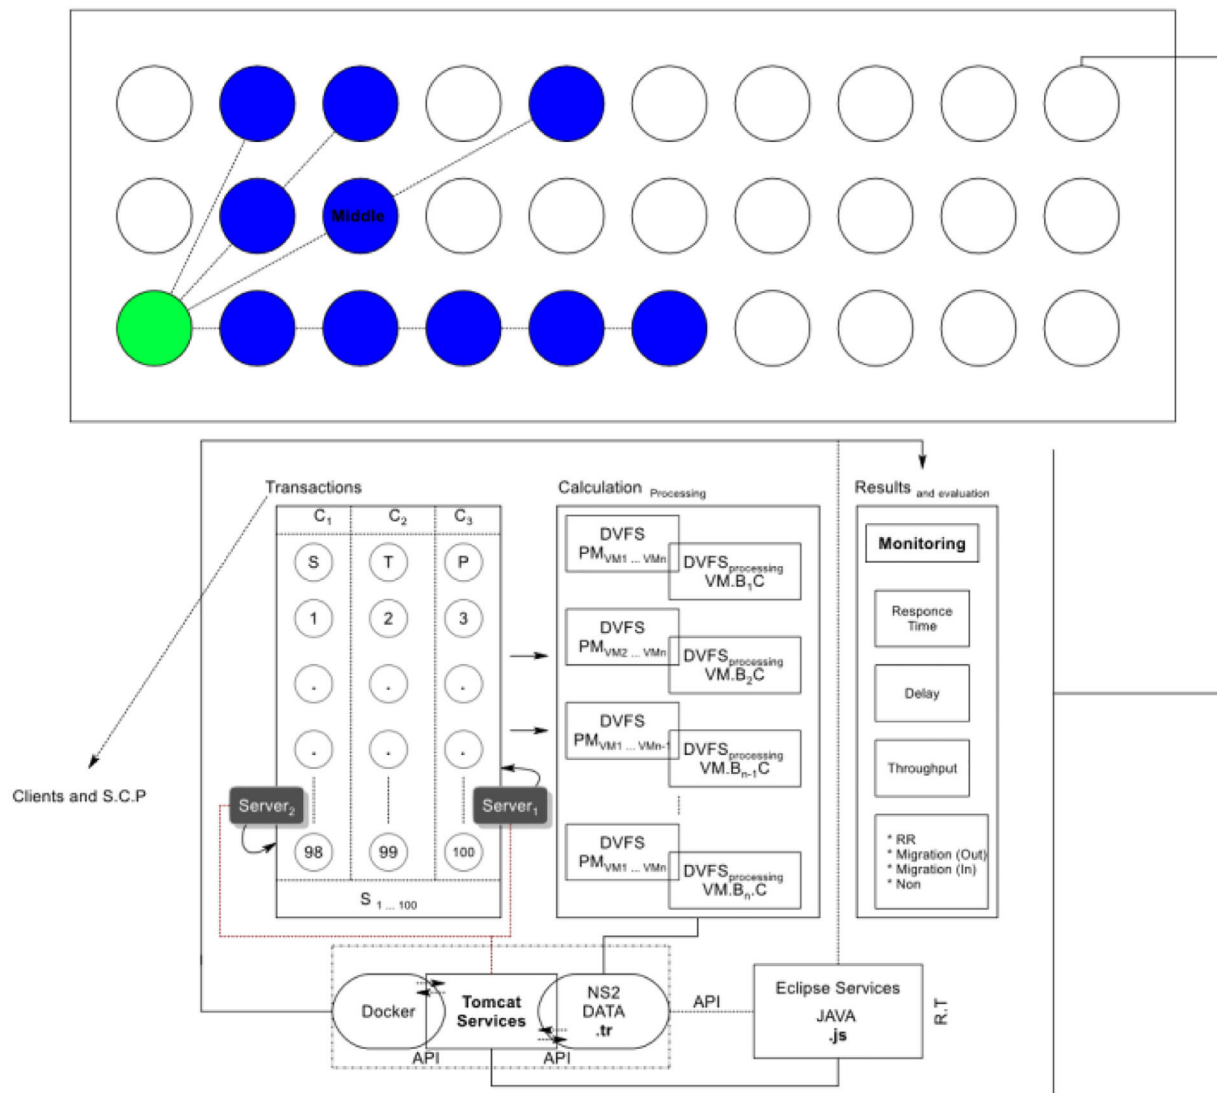 Middle
Transactions
C1 C2 C3
S T P
1 2 3
. . .
. . .
98 99 100
S 1 ... 100
Server2
Server1
Clients and S.C.P
Calculation Processing
DVFS
PMVM1 ... VMn
DVFSprocessing
VM.B1C
DVFS
PMVM2 ... VMn
DVFSprocessing
VM.B2C
DVFS
PMVM1 ... VMn-1
DVFSprocessing
VM.Bn-1C
DVFS
PMVM1 ... VMn
DVFSprocessing
VM.Bn.C
Results and evaluation
Monitoring
Responce
Time
Delay
Throughput
* RR
* Migration (Out)
* Migration (In)
* Non
Docker
Tomcat
Services
NS2
DATA
.tr
API
API
API
Eclipse Services
JAVA
.js
R.T